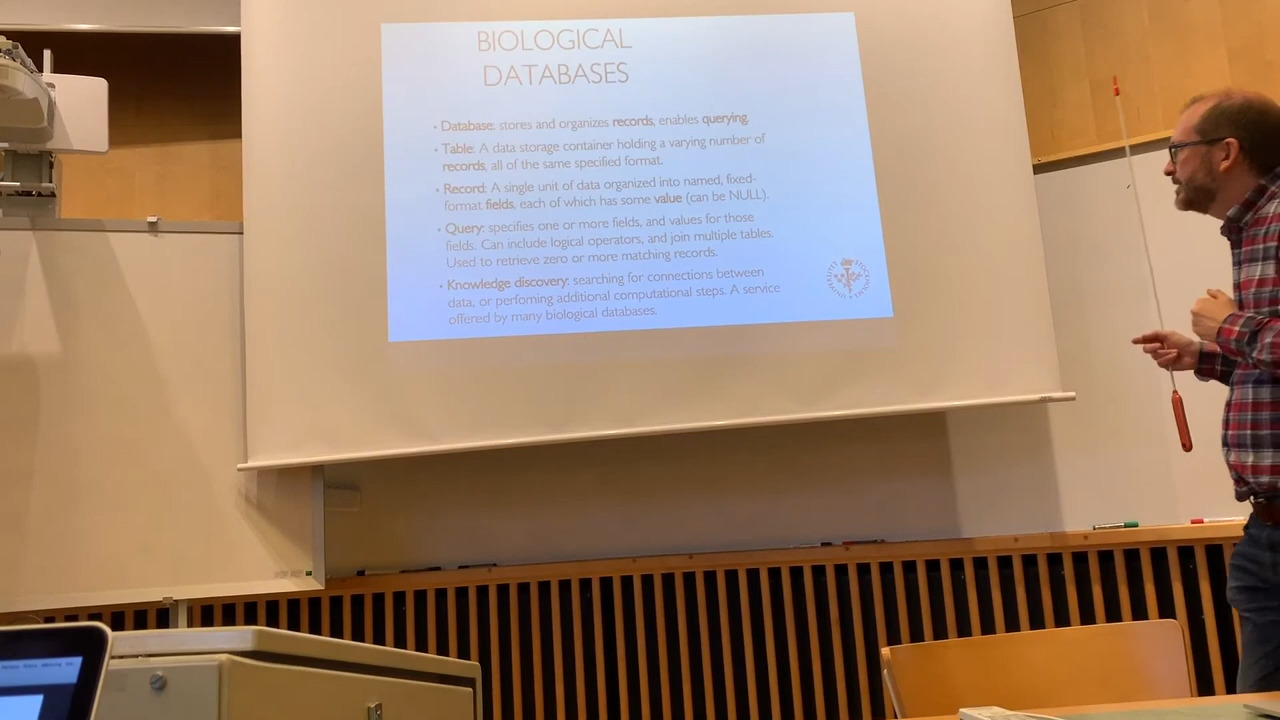 BIOLOGICAL
DATABASES
• Database: stores and organizes records, enables querying.
• Table: A data storage container holding a varying number of
records, all of the same specified format.
• Record: A single unit of data organized into named, fixed-
format fields, each of which has some value (can be NULL).
• Query: specifies one or more fields, and values for those
fields. Can include logical operators, and join multiple tables.
Used to retrieve zero or more matching records.
• Knowledge discovery: searching for connections between
data, or perfoming additional computational steps. A service
offered by many biological databases.